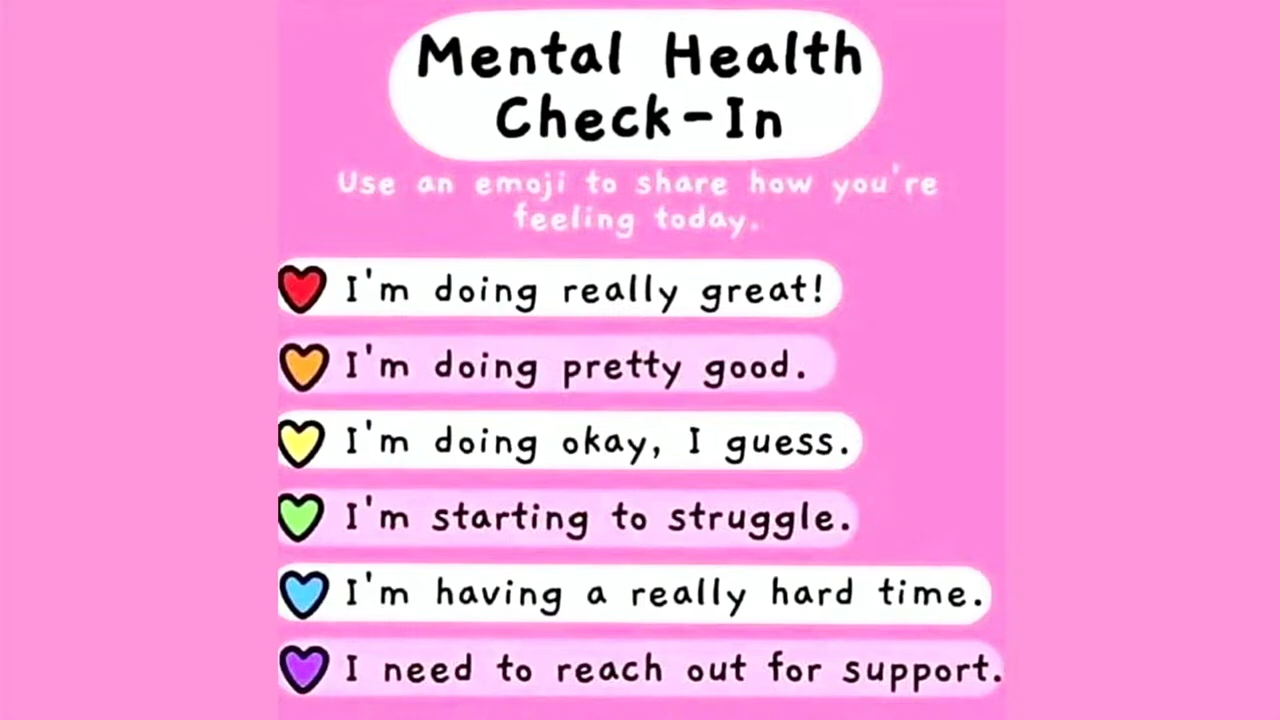 Mental Health
Check-In
Use an emoji to share how you're
feeling today.
I'm doing really great!
I'm doing pretty good.
I'm doing okay, I guess.
I'm starting to struggle.
I'm having a really hard time.
I need to reach out for support.